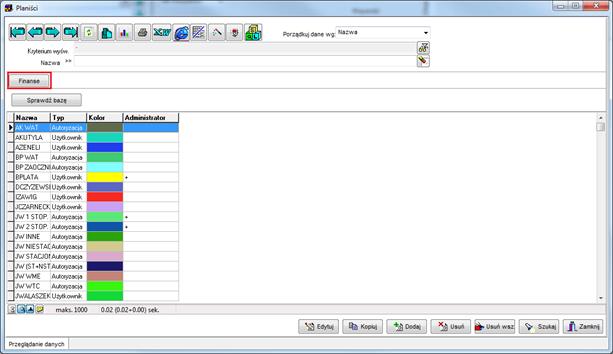 Planiści
Porządkuj dane wg: Nazwa
Kryterium wyów. -
Nazwa >>
Finanse
Sprawdź bazę
Nazwa Typ Kolor Administrator
AK WAT Autoryzacja
AKUTYLA Użytkownik
AZENELI Użytkownik
BP WAT Autoryzacja
BP ZAOCZNI Autoryzacja
BPLATA Użytkownik +
DCZYZEWSI Użytkownik
IZAWIG Użytkownik
JCZARNECK Użytkownik
JW 1 STOP. Autoryzacja +
JW 2 STOP. Autoryzacja +
JW INNE Autoryzacja
JW NIESTAC Autoryzacja
JW STACJON Autoryzacja
JW (ST+NST Autoryzacja
JW WME Autoryzacja
JW WTC Autoryzacja
JWALASZEK Użytkownik
maks. 1000 0.02 (0.02+0.00) sek.
Edytuj Kopiuj Dodaj Usuń Usuń wsz. Szukaj Zamknij
Przeglądanie danych